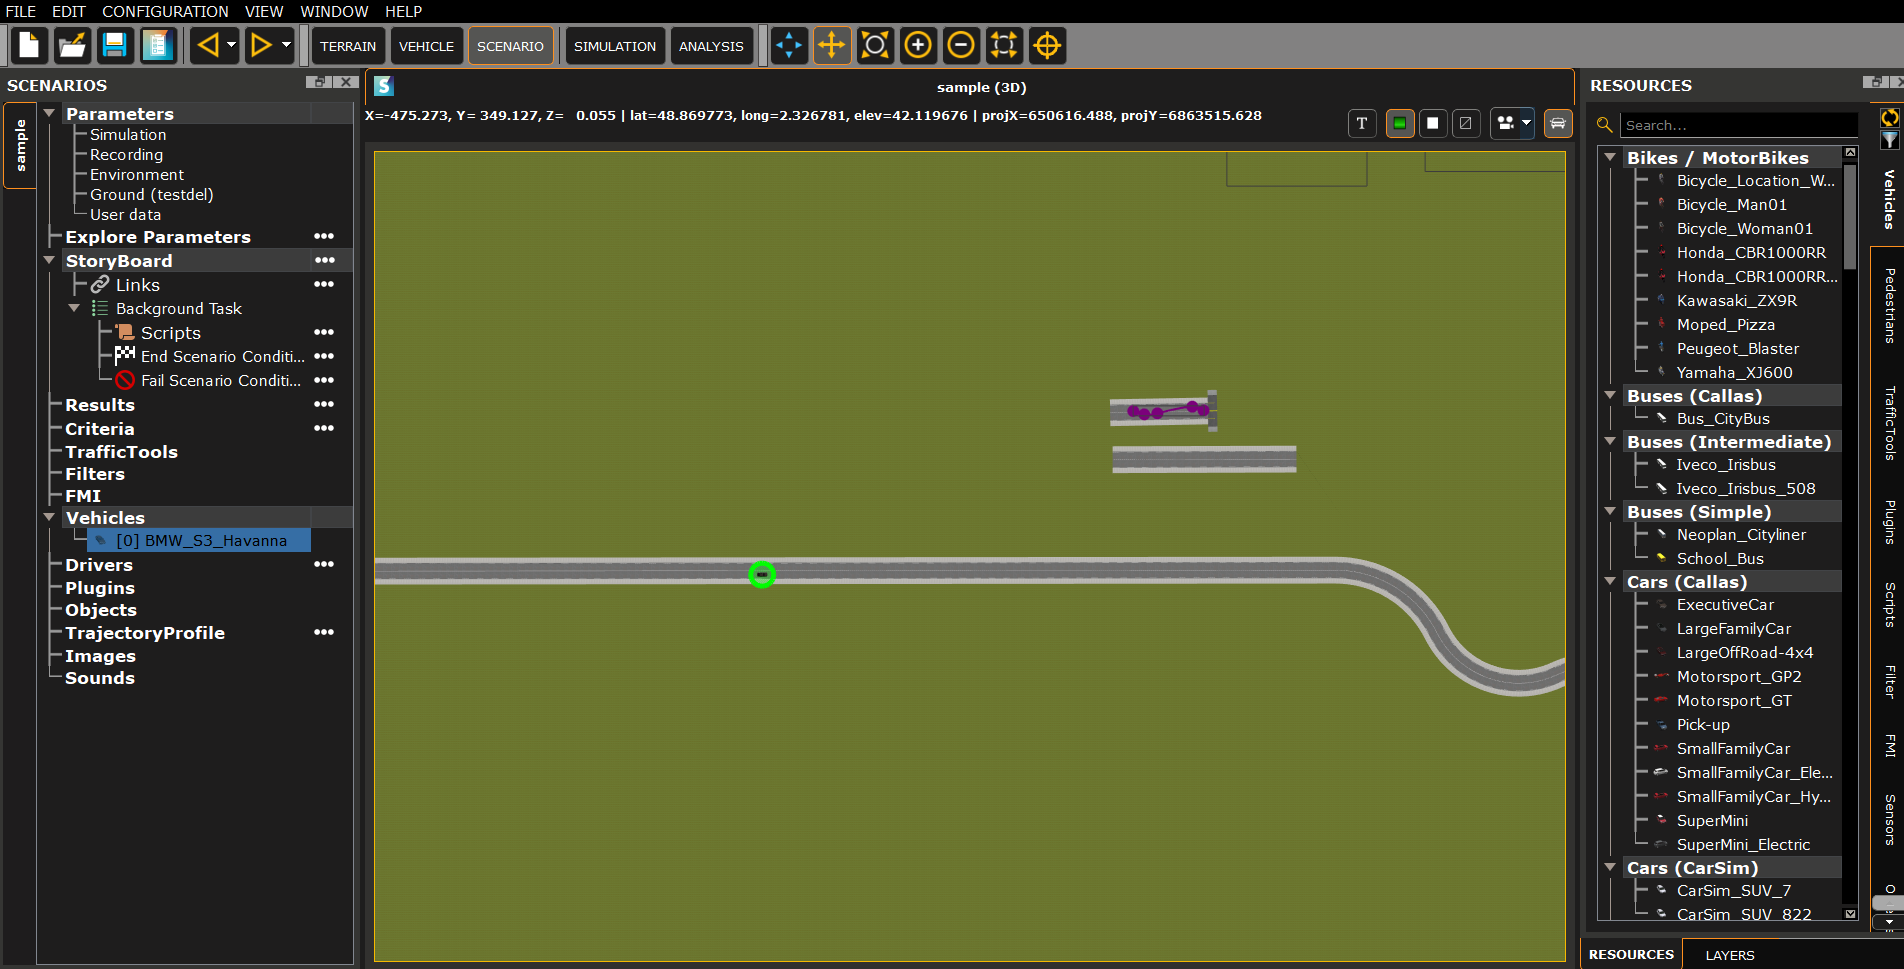 FILE EDIT CONFIGURATION VIEW WINDOW HELP
TERRAIN VEHICLE SCENARIO SIMULATION ANALYSIS
SCENARIOS
sample
Parameters
Simulation
Recording
Environment
Ground (testdel)
User data
Explore Parameters •••
StoryBoard •••
Links •••
Background Task
Scripts •••
End Scenario Conditi... •••
Fail Scenario Conditi... •••
Results •••
Criteria •••
TrafficTools
Filters
FMI
Vehicles
[0] BMW_S3_Havanna
Drivers •••
Plugins
Objects
TrajectoryProfile •••
Images
Sounds
S
sample (3D)
X=-475.273, Y= 349.127, Z= 0.055 | lat=48.869773, long=2.326781, elev=42.119676 | projX=650616.488, projY=6863515.628
T
RESOURCES
Search...
Bikes / MotorBikes
Bicycle_Location_W...
Bicycle_Man01
Bicycle_Woman01
Honda_CBR1000RR
Honda_CBR1000RR...
Kawasaki_ZX9R
Moped_Pizza
Peugeot_Blaster
Yamaha_XJ600
Buses (Callas)
Bus_CityBus
Buses (Intermediate)
Iveco_Irisbus
Iveco_Irisbus_508
Buses (Simple)
Neoplan_Cityliner
School_Bus
Cars (Callas)
ExecutiveCar
LargeFamilyCar
LargeOffRoad-4x4
Motorsport_GP2
Motorsport_GT
Pick-up
SmallFamilyCar
SmallFamilyCar_Ele...
SmallFamilyCar_Hy...
SuperMini
SuperMini_Electric
Cars (CarSim)
CarSim_SUV_7
CarSim_SUV_822
Vehicles
Pedestrians
TrafficTools
Plugins
Scripts
Filter
FMI
Sensors
RESOURCES LAYERS